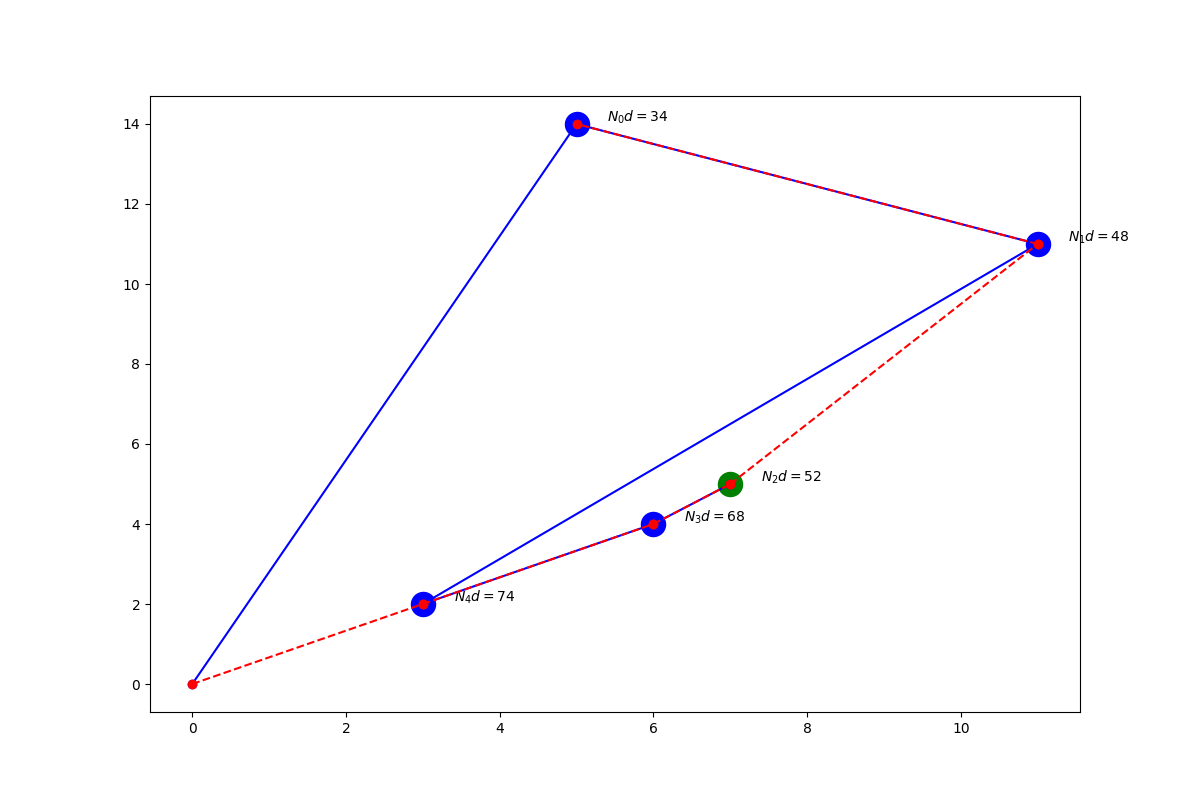 14
N₀d = 34
12
N₁d = 48
10
8
6
N₂d = 52
4
N₃d = 68
2
N₄d = 74
0
0 2 4 6 8 10